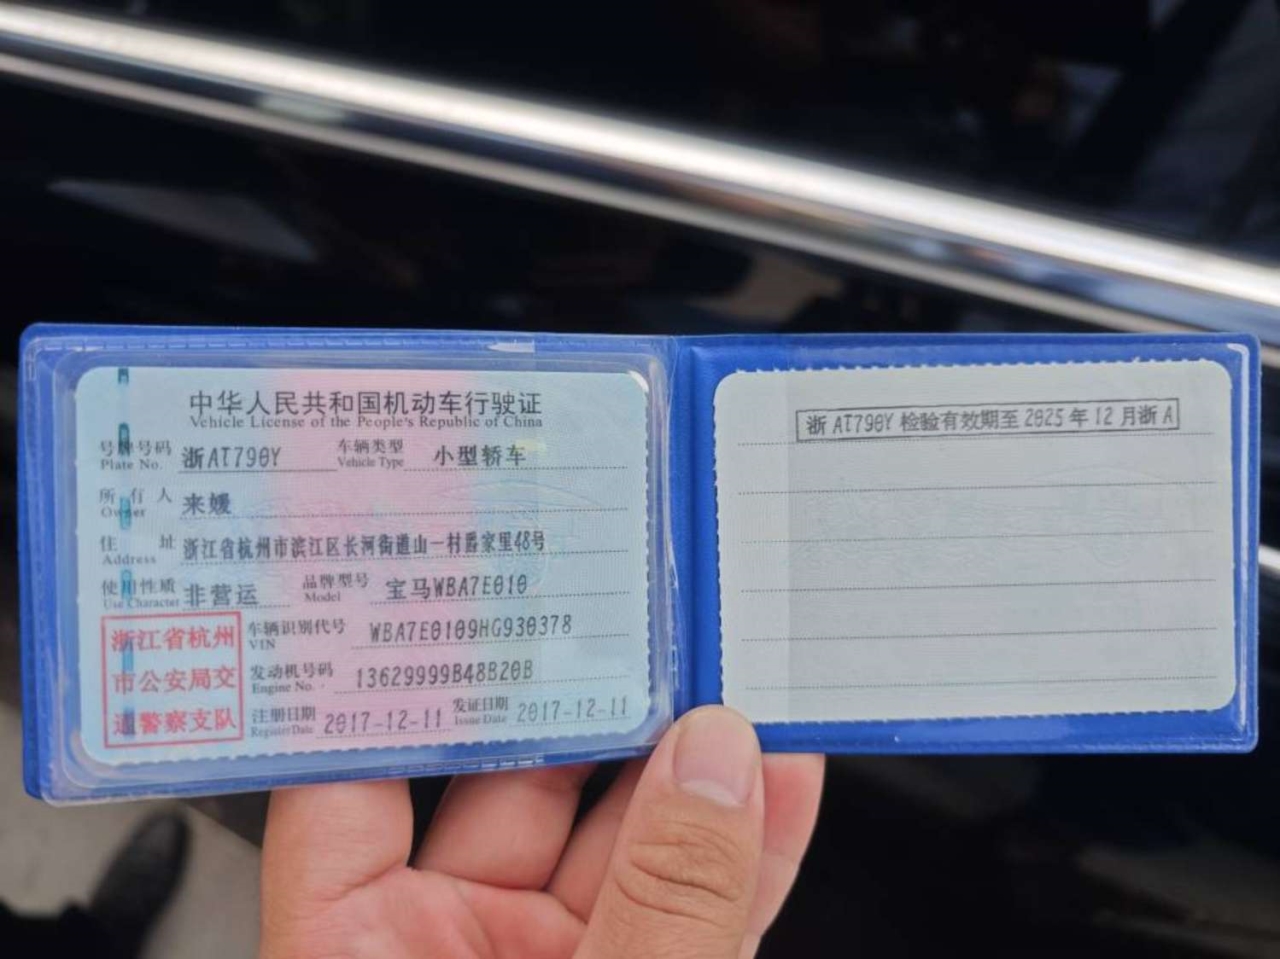 中华人民共和国机动车行驶证
Vehicle License of the People's Republic of China
号牌号码 浙AT790Y 车辆类型 小型轿车
Plate No. Vehicle Type
所有人 来媛
Owner
住址 浙江省杭州市滨江区长河街道山一村爵家里48号
Address
使用性质 非营运 品牌型号 宝马WBA7E010
Use Character Model
浙江省杭州
市公安局交
通警察支队
车辆识别代号 WBA7E0109HG930378
VIN
发动机号码 13629999B48B20B
Engine No.
注册日期 2017-12-11 发证日期 2017-12-11
Register Date Issue Date
浙AT790Y 检验有效期至 2025 年 12 月浙A